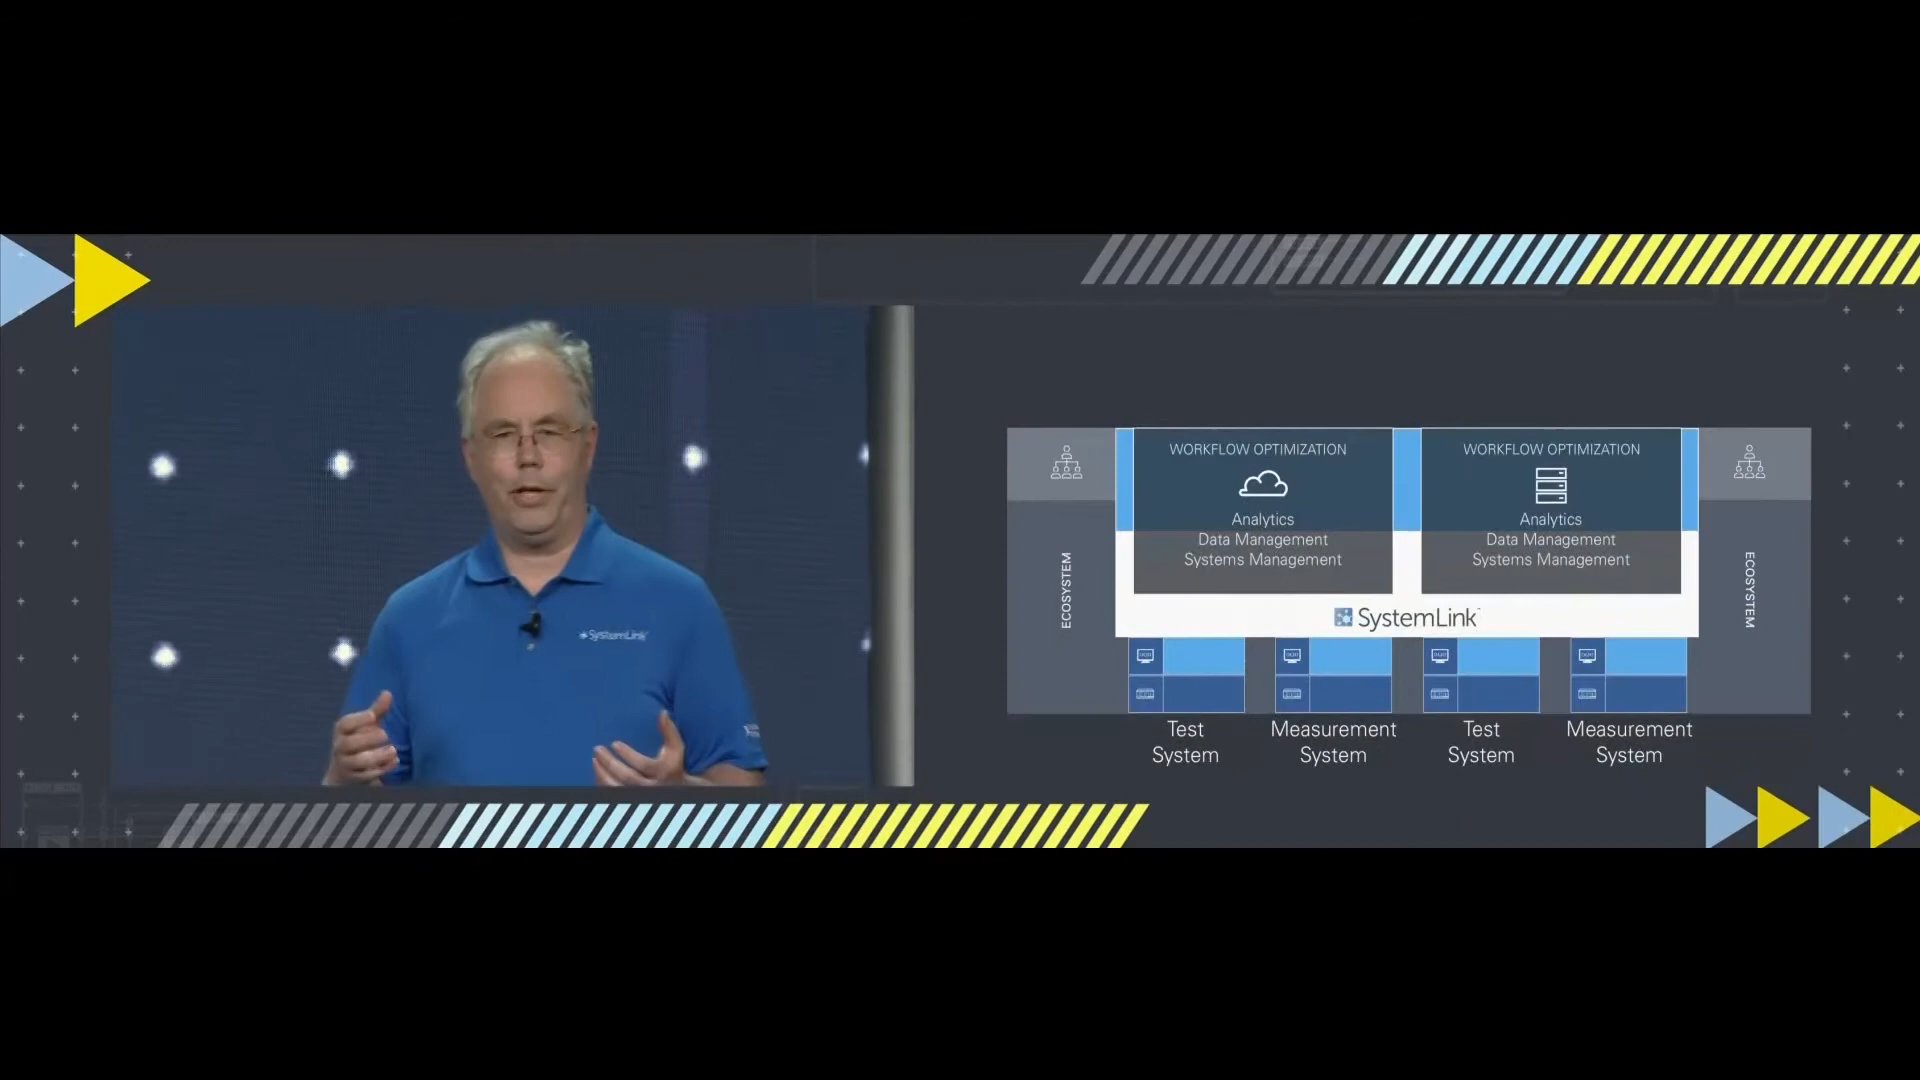 SystemLink
WORKFLOW OPTIMIZATION
Analytics
Data Management
Systems Management
WORKFLOW OPTIMIZATION
Analytics
Data Management
Systems Management
ECOSYSTEM
ECOSYSTEM
SystemLink™
Test
System
Measurement
System
Test
System
Measurement
System